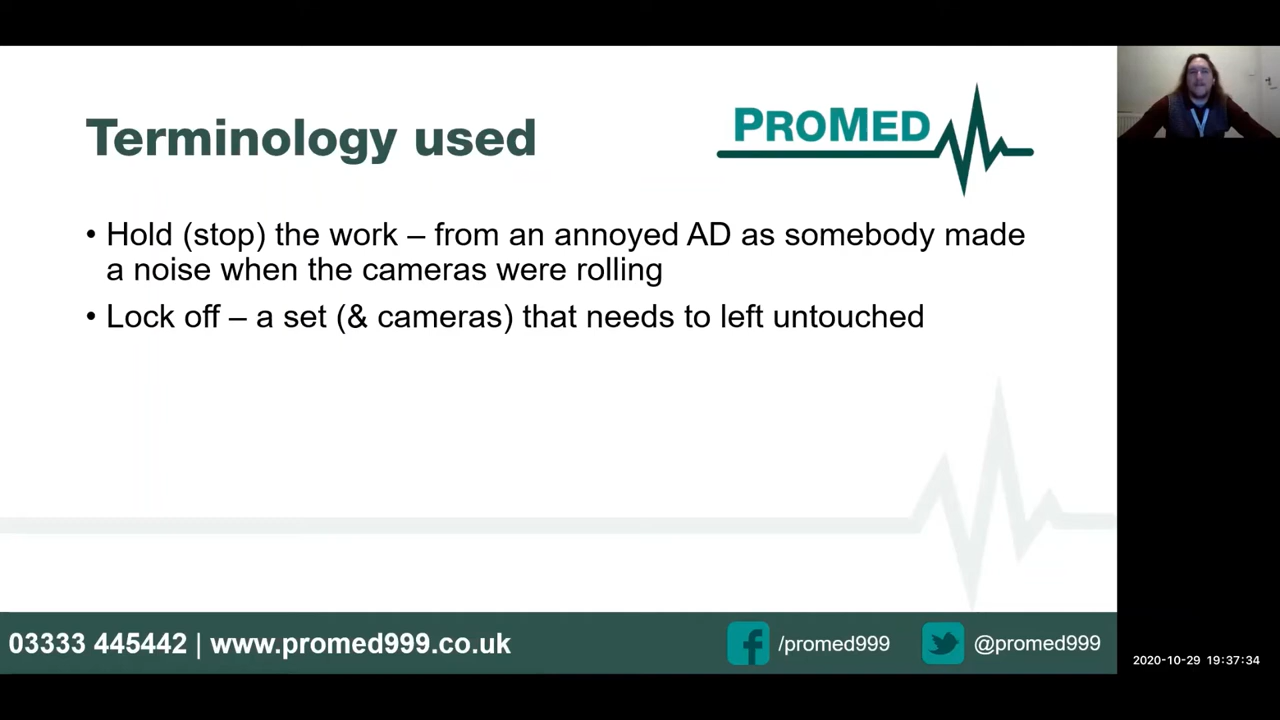 Terminology used
PROMED
• Hold (stop) the work – from an annoyed AD as somebody made
a noise when the cameras were rolling
• Lock off – a set (& cameras) that needs to left untouched
03333 445442 | www.promed999.co.uk
/promed999
@promed999
2020-10-29 19:37:34